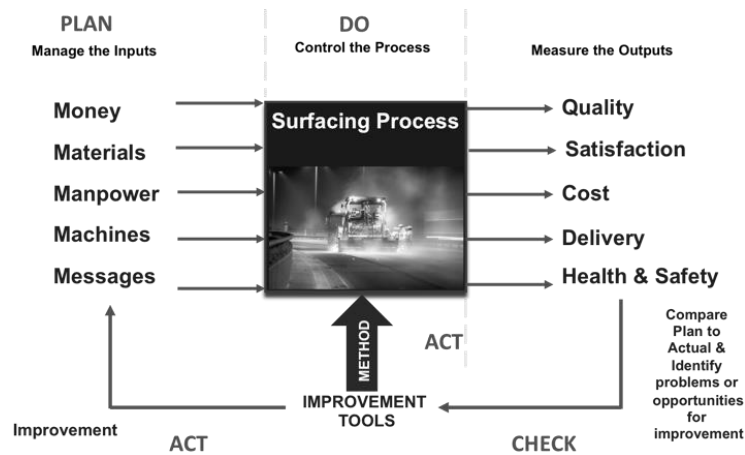 PLAN
Manage the Inputs
DO
Control the Process
Measure the Outputs
Money
Materials
Manpower
Machines
Messages
Surfacing Process
Quality
Satisfaction
Cost
Delivery
Health & Safety
METHOD
ACT
Compare
Plan to
Actual &
Identify
problems or
opportunities
for
improvement
IMPROVEMENT
TOOLS
Improvement
ACT
CHECK